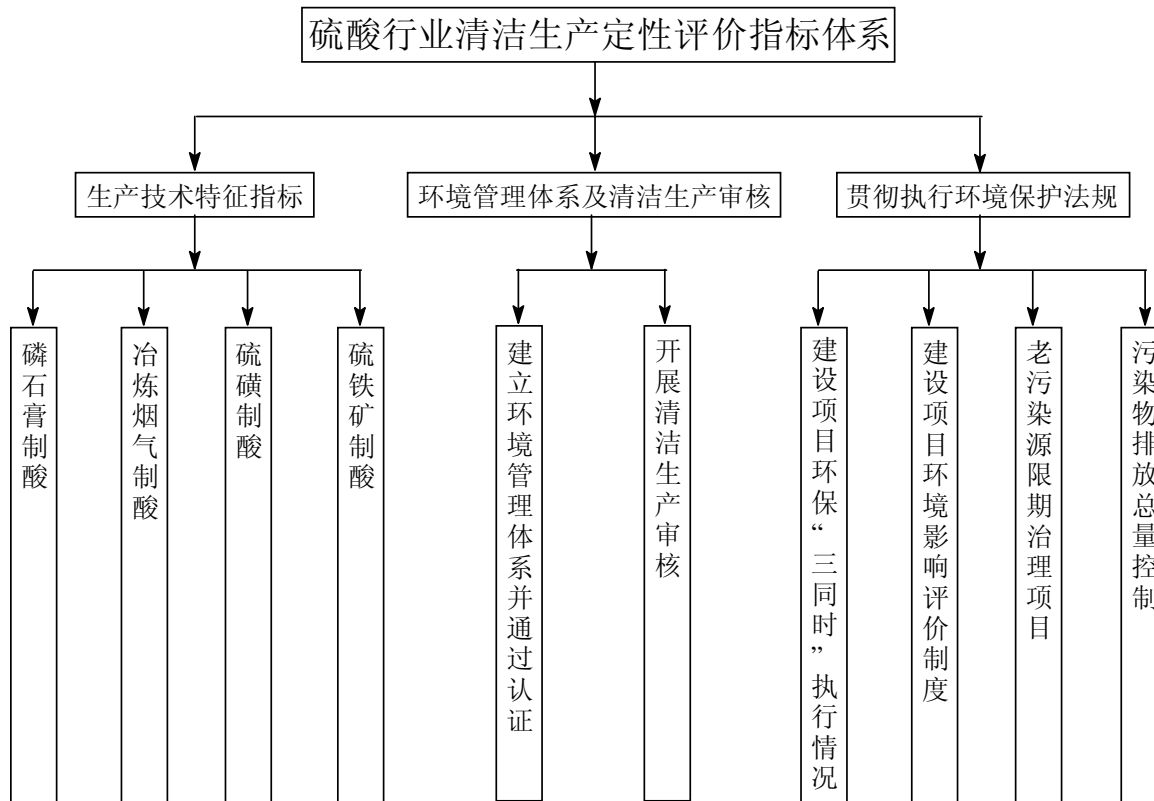 硫酸行业清洁生产定性评价指标体系
生产技术特征指标
环境管理体系及清洁生产审核
贯彻执行环境保护法规
磷石膏制酸
冶炼烟气制酸
硫磺制酸
硫铁矿制酸
建立环境管理体系并通过认证
开展清洁生产审核
建设项目环保“三同时”执行情况
建设项目环境影响评价制度
老污染源限期治理项目
污染物排放总量控制